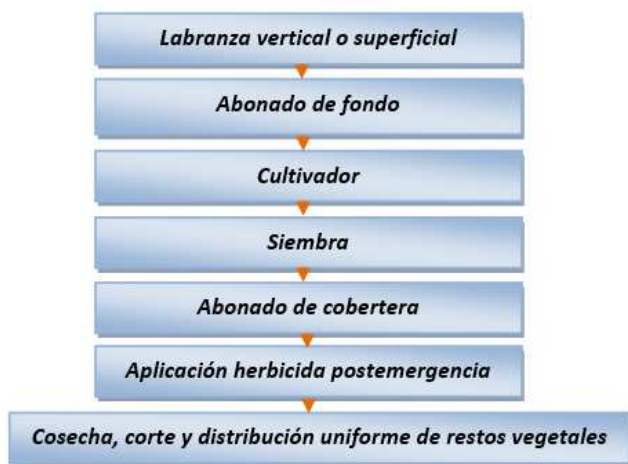 Labranza vertical o superficial
Abonado de fondo
Cultivador
Siembra
Abonado de cobertera
Aplicación herbicida postemergencia
Cosecha, corte y distribución uniforme de restos vegetales